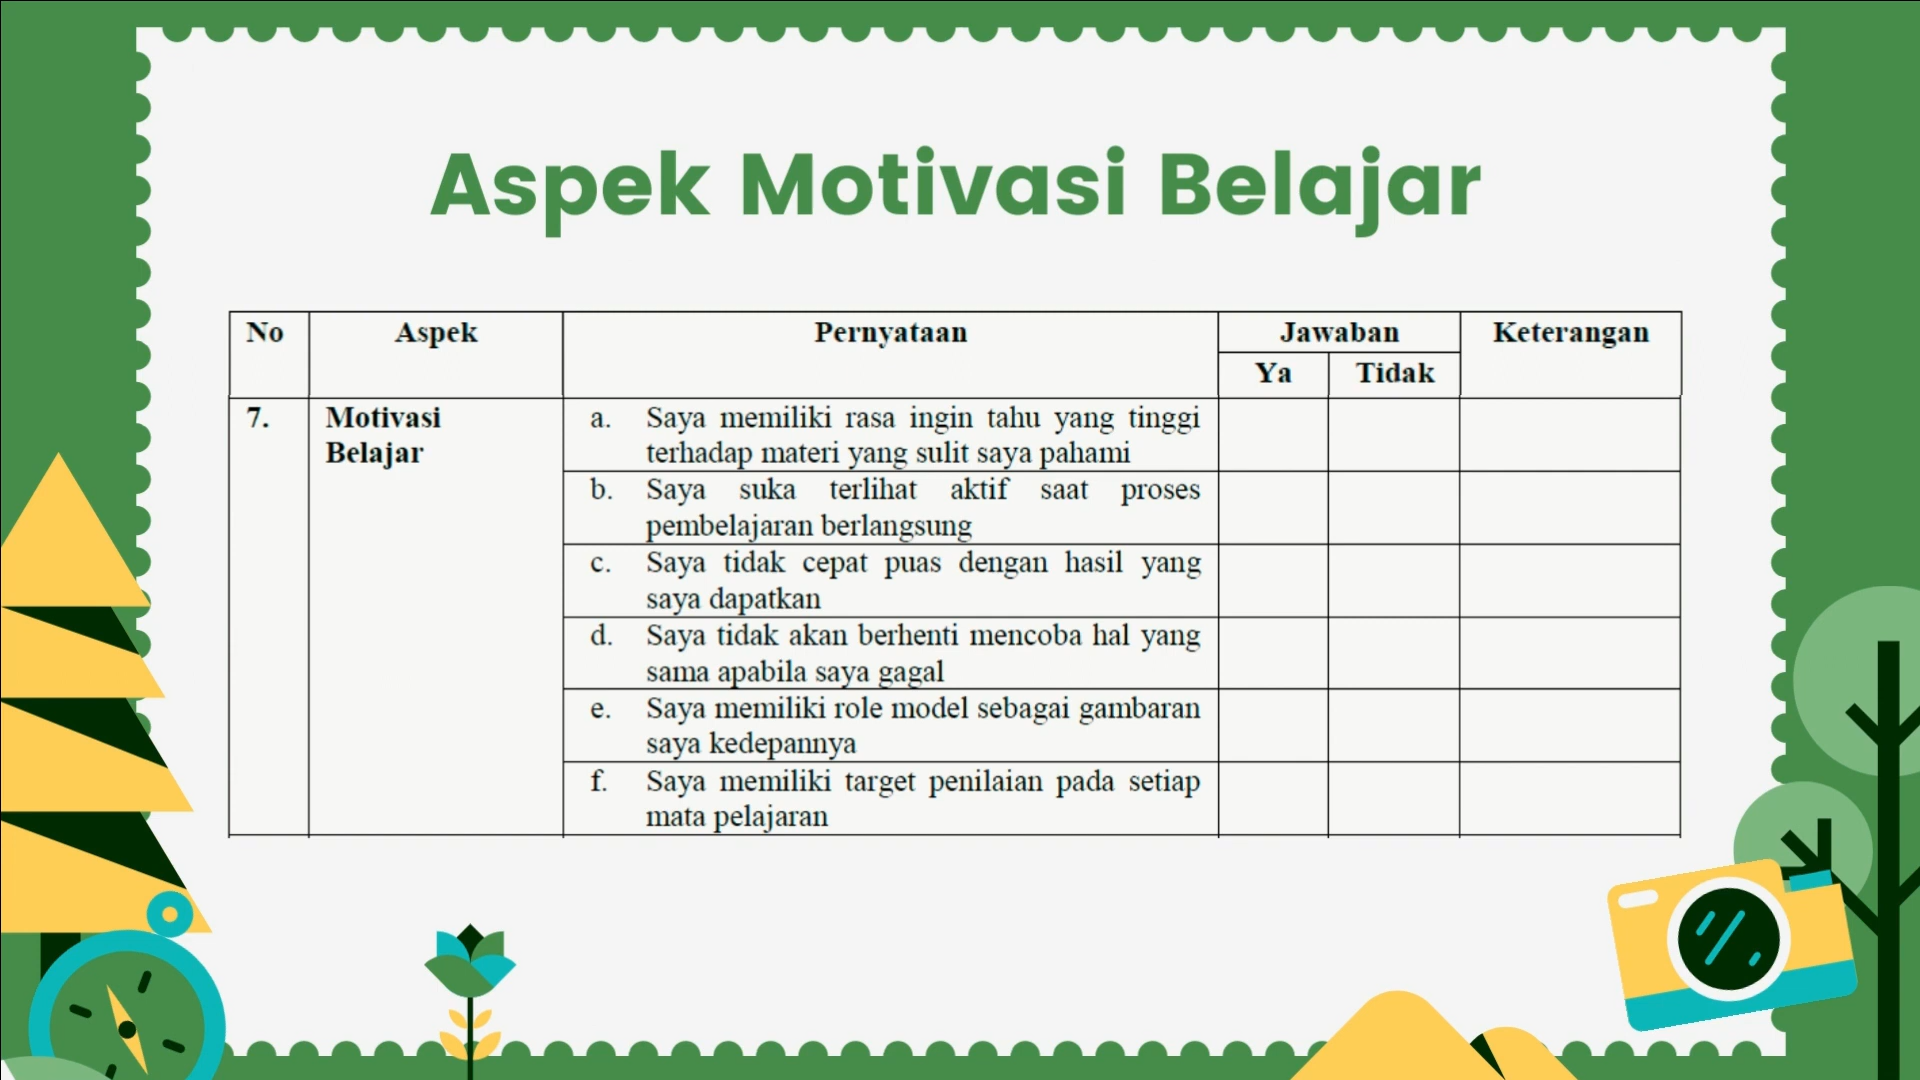 Aspek Motivasi Belajar
No Aspek Pernyataan Jawaban Keterangan
Ya Tidak
7. Motivasi Belajar
a. Saya memiliki rasa ingin tahu yang tinggi
terhadap materi yang sulit saya pahami
b. Saya suka terlihat aktif saat proses
pembelajaran berlangsung
c. Saya tidak cepat puas dengan hasil yang
saya dapatkan
d. Saya tidak akan berhenti mencoba hal yang
sama apabila saya gagal
e. Saya memiliki role model sebagai gambaran
saya kedepannya
f. Saya memiliki target penilaian pada setiap
mata pelajaran